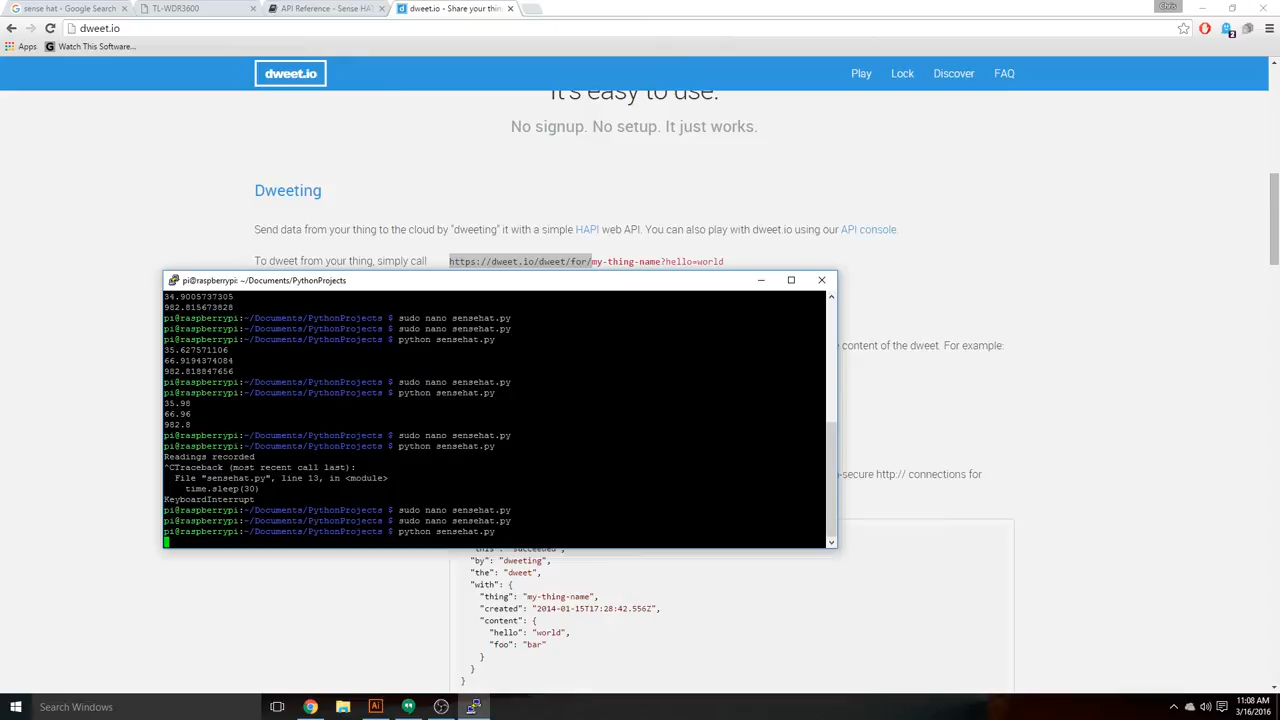 Chris
sense hat - Google Search
TL-WDR3600
API Reference - Sense HA
dweet.io - Share your thin
dweet.io
Apps
Watch This Software...
dweet.io
Play
Lock
Discover
FAQ
It's easy to use.
No signup. No setup. It just works.
Dweeting
Send data from your thing to the cloud by "dweeting" it with a simple HAPI web API. You can also play with dweet.io using our API console.
To dweet from your thing, simply call
https://dweet.io/dweet/for/my-thing-name?hello=world
pi@raspberrypi: ~/Documents/PythonProjects
34.9005737305
982.815673828
pi@raspberrypi:~/Documents/PythonProjects $ sudo nano sensehat.py
pi@raspberrypi:~/Documents/PythonProjects $ sudo nano sensehat.py
pi@raspberrypi:~/Documents/PythonProjects $ python sensehat.py
35.627571106
66.9194374084
982.818847656
pi@raspberrypi:~/Documents/PythonProjects $ sudo nano sensehat.py
pi@raspberrypi:~/Documents/PythonProjects $ python sensehat.py
35.98
66.96
982.8
pi@raspberrypi:~/Documents/PythonProjects $ sudo nano sensehat.py
pi@raspberrypi:~/Documents/PythonProjects $ python sensehat.py
Readings recorded
^CTraceback (most recent call last):
File "sensehat.py", line 13, in <module>
time.sleep(30)
KeyboardInterrupt
pi@raspberrypi:~/Documents/PythonProjects $ sudo nano sensehat.py
pi@raspberrypi:~/Documents/PythonProjects $ sudo nano sensehat.py
pi@raspberrypi:~/Documents/PythonProjects $ python sensehat.py
content of the dweet. For example:
-secure http:// connections for
"this": "succeeded",
"by": "dweeting",
"the": "dweet",
"with": {
"thing": "my-thing-name",
"created": "2014-01-15T17:28:42.556Z",
"content": {
"hello": "world",
"foo": "bar"
}
}
}
Search Windows
Ai
11:08 AM
3/16/2016